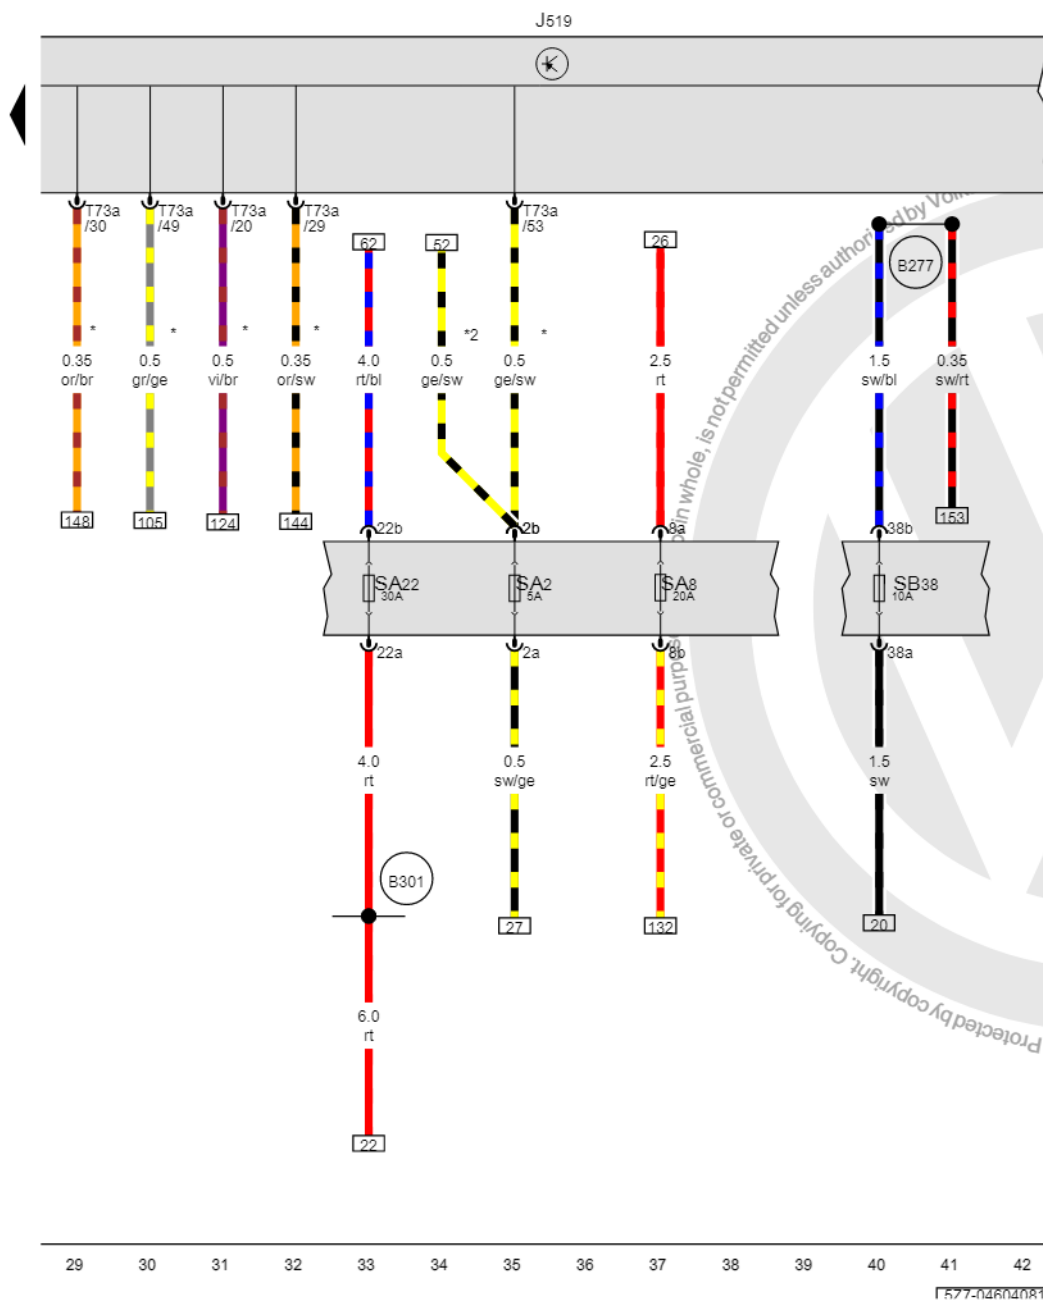 J519
T73a
/30
T73a
/49
T73a
/20
T73a
/29
T73a
/53
62
52
26
B277
*
*
*
*
*2
*
0.35
or/br
0.5
gr/ge
0.5
vi/br
0.35
or/sw
4.0
rt/bl
0.5
ge/sw
0.5
ge/sw
2.5
rt
1.5
sw/bl
0.35
sw/rt
148
105
124
144
153
22b
2b
8a
38b
SA22
30A
SA2
5A
SA8
20A
SB38
10A
22a
2a
8b
38a
4.0
rt
0.5
sw/ge
2.5
rt/ge
1.5
sw
B301
27
132
20
6.0
rt
22
29 30 31 32 33 34 35 36 37 38 39 40 41 42
577-04604081
Protected by copyright. Copying for private or commercial purpos
or in whole, is not permitted unless authorised by Volk